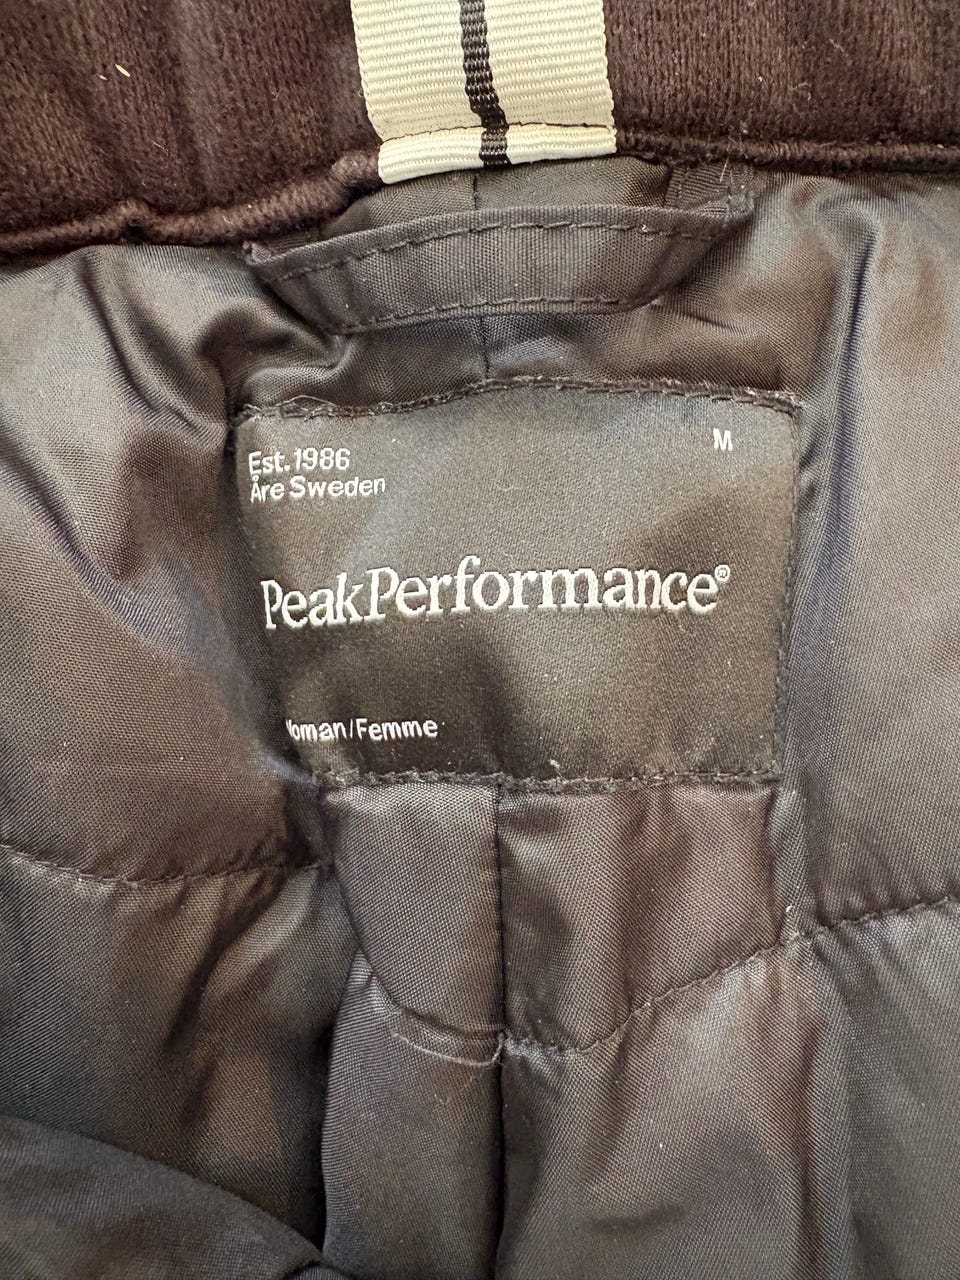 M
Est.1986
Åre Sweden
PeakPerformance®
Woman/Femme